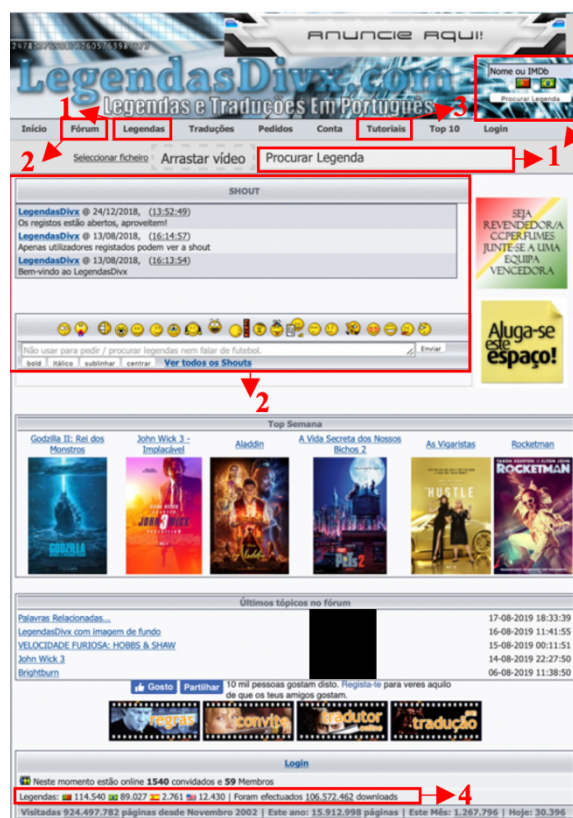 ANUNCIE AQUI!
LegendasDivx.com
Legendas e Traduções Em Português
Nome ou IMDb
Procurar Legenda
1
3
Início Fórum Legendas Traduções Pedidos Conta Tutoriais Top 10 Login
2
Seleccionar ficheiro Arrastar vídeo Procurar Legenda
1
SHOUT
LegendasDivx @ 24/12/2018, (13:52:49)
Os registos estão abertos, aproveitem!
LegendasDivx @ 13/08/2018, (16:14:57)
Apenas utilizadores registados podem ver a shout
LegendasDivx @ 13/08/2018, (16:13:54)
Bem-vindo ao LegendasDivx
SEJA
REVENDEDOR/A
CCPERFUMES
JUNTE-SE A UMA
EQUIPA
VENCEDORA
Não usar para pedir / procurar legendas nem falar de futebol.
Enviar
bold itálico sublinhar centrar Ver todos os Shouts
Aluga-se
este
espaço!
2
Top Semana
Godzilla II: Rei dos
Monstros
John Wick 3 -
Implacável
Aladdin
A Vida Secreta dos Nossos
Bichos 2
As Vigaristas
Rocketman
GODZILLA
JOHN WICK
3
Aladdin
Pets 2
HUSTLE
ROCKETMAN
Últimos tópicos no fórum
Palavras Relacionadas... 17-08-2019 18:33:39
LegendasDivx com imagem de fundo 16-08-2019 11:41:55
VELOCIDADE FURIOSA: HOBBS & SHAW 15-08-2019 00:11:51
John Wick 3 14-08-2019 22:27:50
Brightburn 06-08-2019 11:38:50
Gosto Partilhar 10 mil pessoas gostam disto. Regista-te para veres aquilo
de que os teus amigos gostam.
regras
convite
tradutor
online
em
tradução
Login
Neste momento estão online 1540 convidados e 59 Membros
Legendas: 114.540 89.027 2.761 12.430 | Foram efectuados 106.572.462 downloads
4
Visitadas 924.497.782 páginas desde Novembro 2002 | Este ano: 15.912.998 páginas | Este Mês: 1.267.796 | Hoje: 30.396